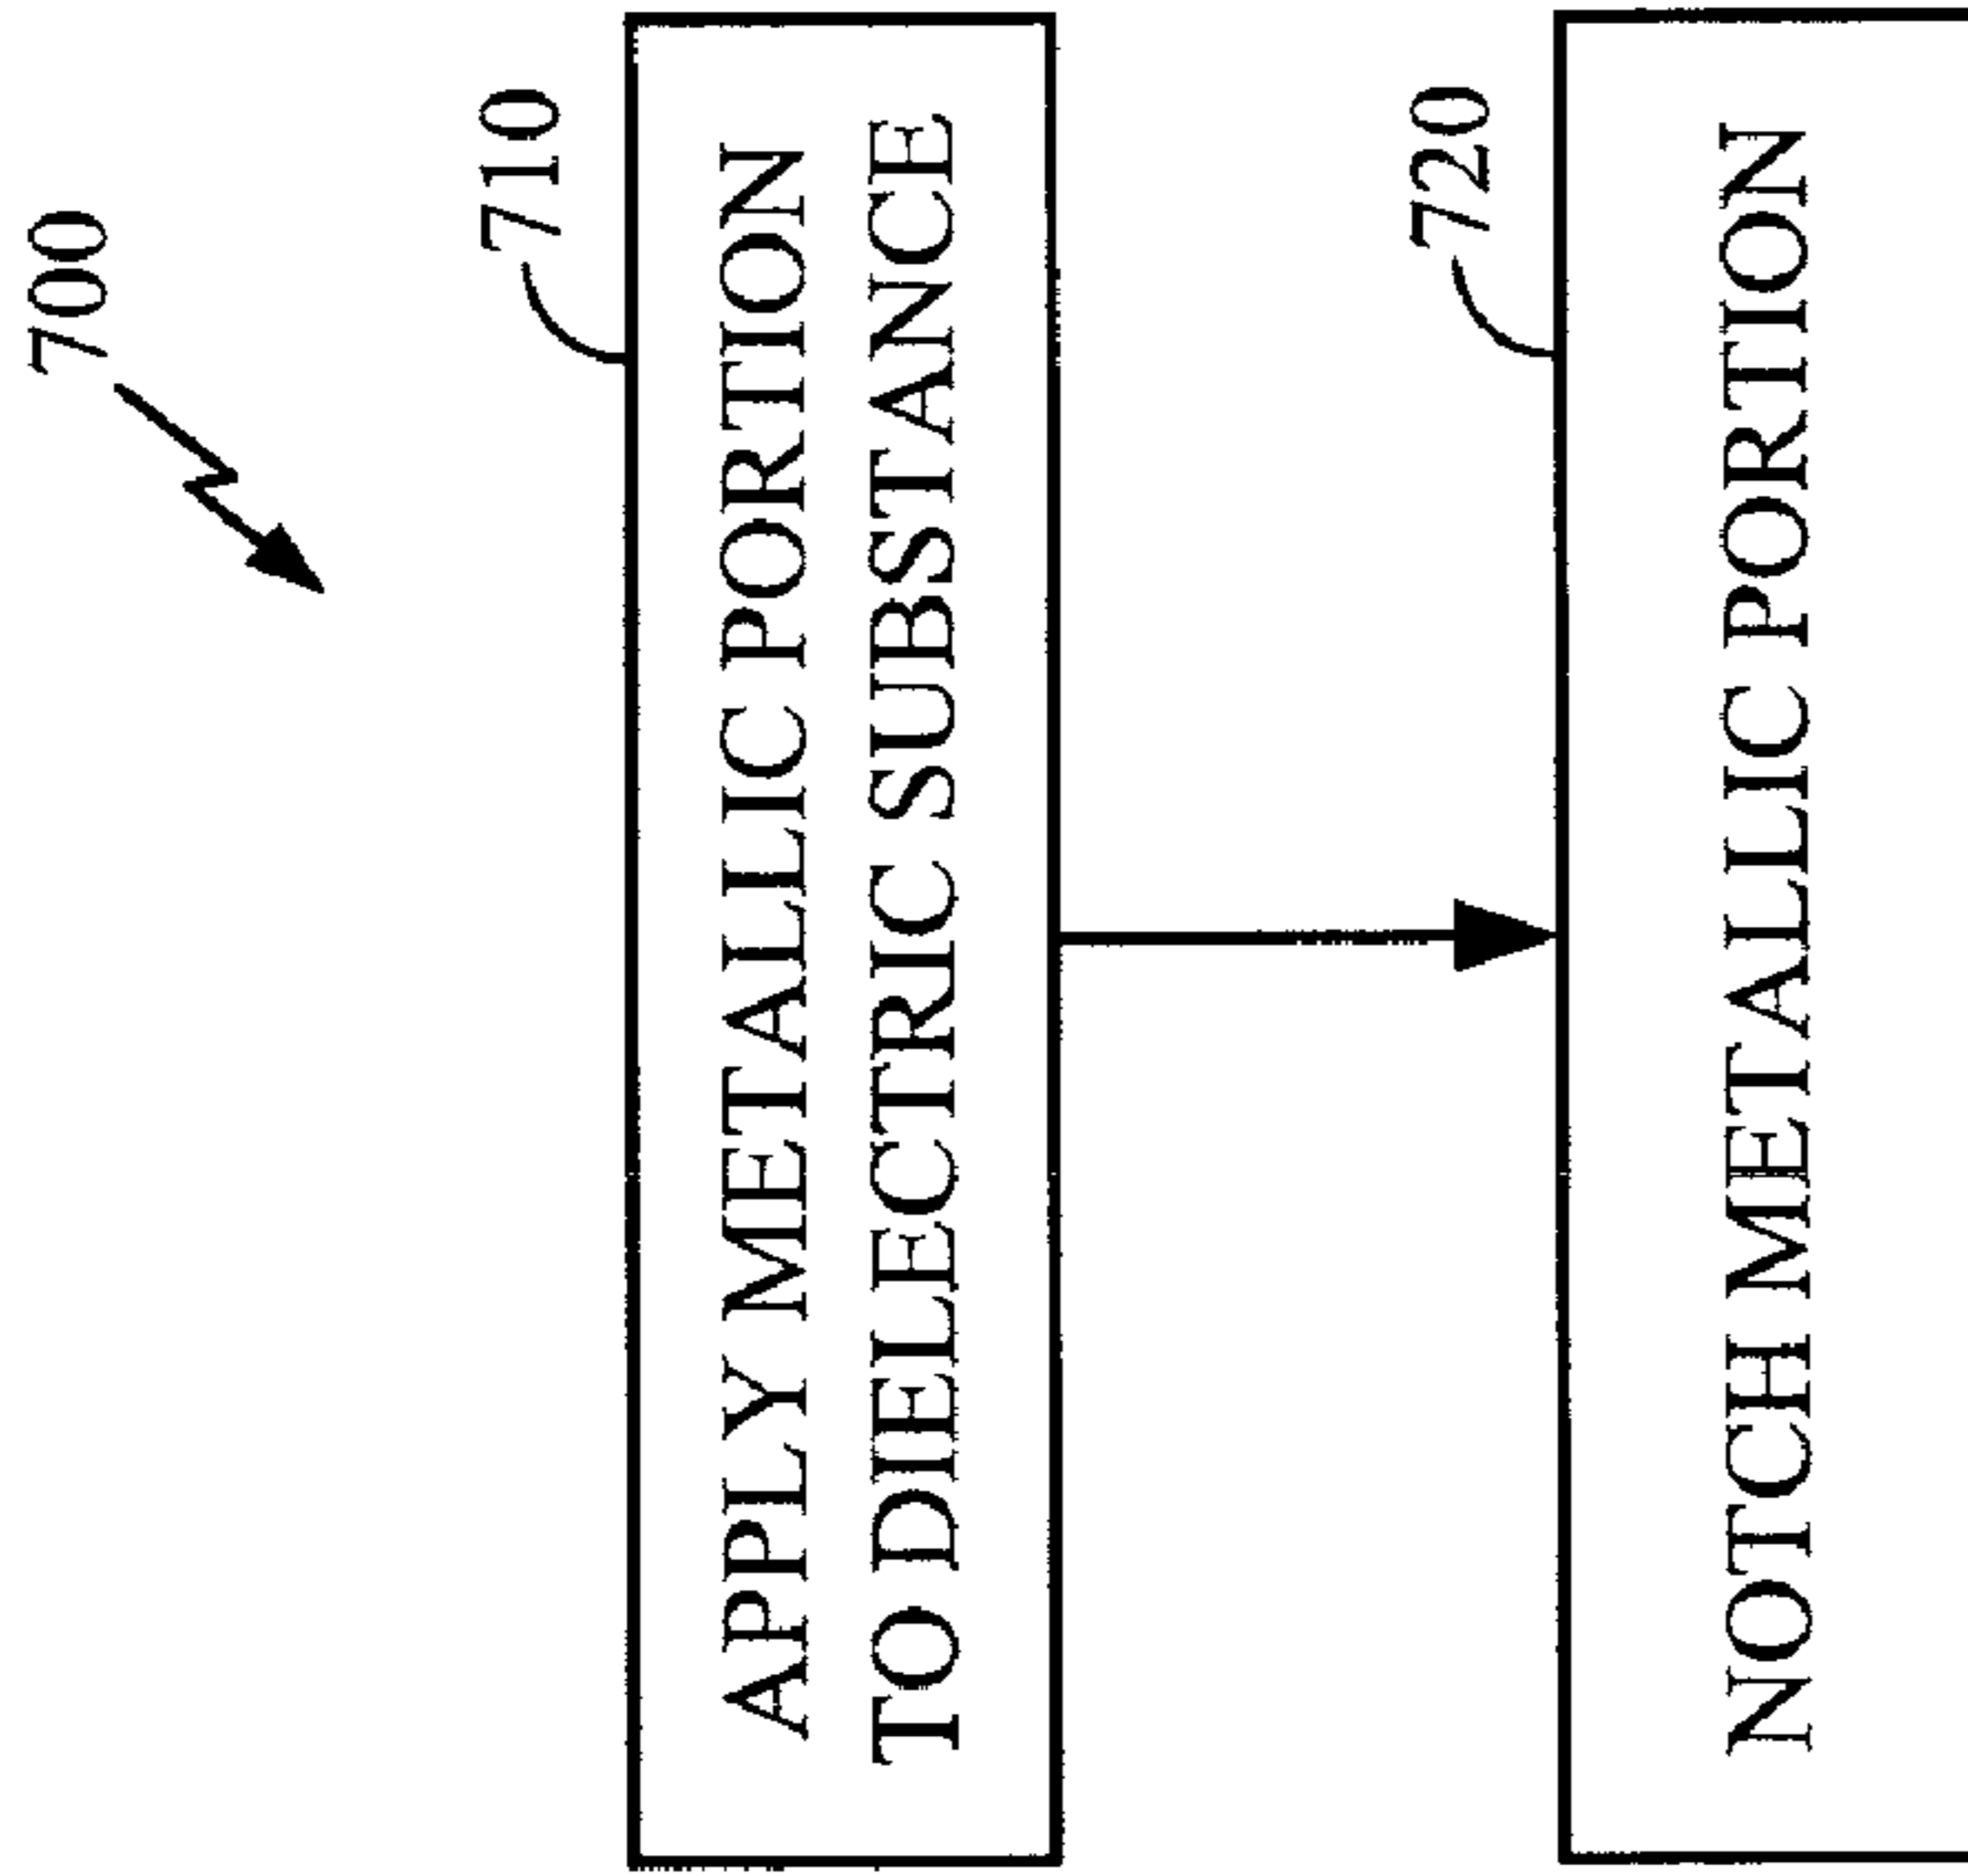 700
710
APPLY METALLIC PORTION
TO DIELECTRIC SUBSTANCE
720
NOTCH METALLIC PORTION